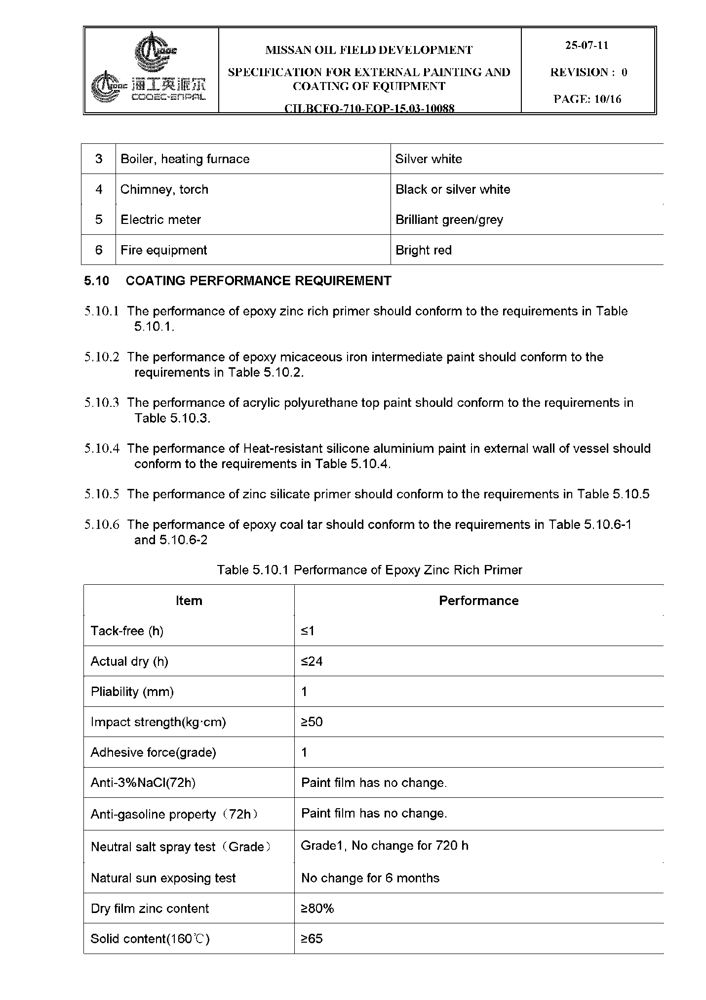 海工英派尔
COOEC-ENPAL
MISSAN OIL FIELD DEVELOPMENT
SPECIFICATION FOR EXTERNAL PAINTING AND
COATING OF EQUIPMENT
CILBCFO-710-EOP-15.03-10088
25-07-11
REVISION : 0
PAGE: 10/16
3 Boiler, heating furnace Silver white
4 Chimney, torch Black or silver white
5 Electric meter Brilliant green/grey
6 Fire equipment Bright red
5.10 COATING PERFORMANCE REQUIREMENT
5.10.1 The performance of epoxy zinc rich primer should conform to the requirements in Table
5.10.1.
5.10.2 The performance of epoxy micaceous iron intermediate paint should conform to the
requirements in Table 5.10.2.
5.10.3 The performance of acrylic polyurethane top paint should conform to the requirements in
Table 5.10.3.
5.10.4 The performance of Heat-resistant silicone aluminium paint in external wall of vessel should
conform to the requirements in Table 5.10.4.
5.10.5 The performance of zinc silicate primer should conform to the requirements in Table 5.10.5
5.10.6 The performance of epoxy coal tar should conform to the requirements in Table 5.10.6-1
and 5.10.6-2
Table 5.10.1 Performance of Epoxy Zinc Rich Primer
Item Performance
Tack-free (h) ≤1
Actual dry (h) ≤24
Pliability (mm) 1
Impact strength(kg·cm) ≥50
Adhesive force(grade) 1
Anti-3%NaCl(72h) Paint film has no change.
Anti-gasoline property（72h） Paint film has no change.
Neutral salt spray test（Grade） Grade1, No change for 720 h
Natural sun exposing test No change for 6 months
Dry film zinc content ≥80%
Solid content(160℃) ≥65